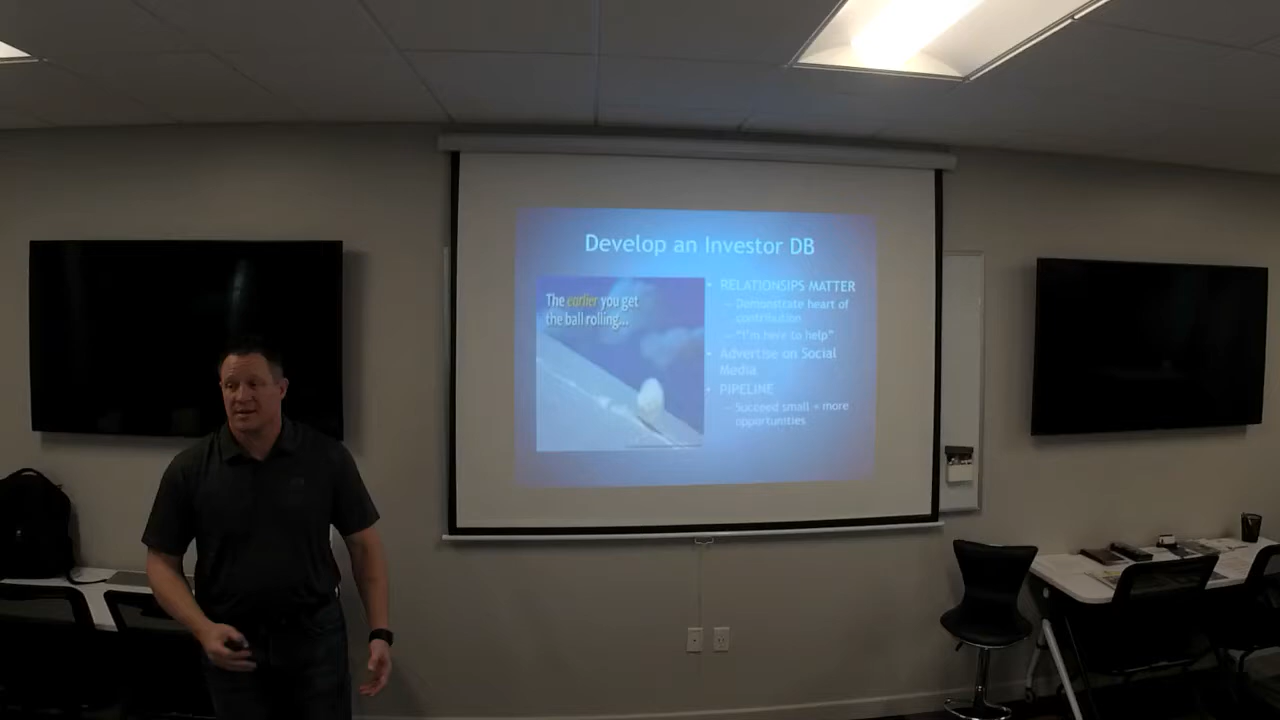 Develop an Investor DB
The earlier you get
the ball rolling...
• RELATIONSIPS MATTER
– Demonstrate heart of
contribution
– "I'm here to help"
• Advertise on Social
Media
• PIPELINE
– Succeed small + more
opportunities